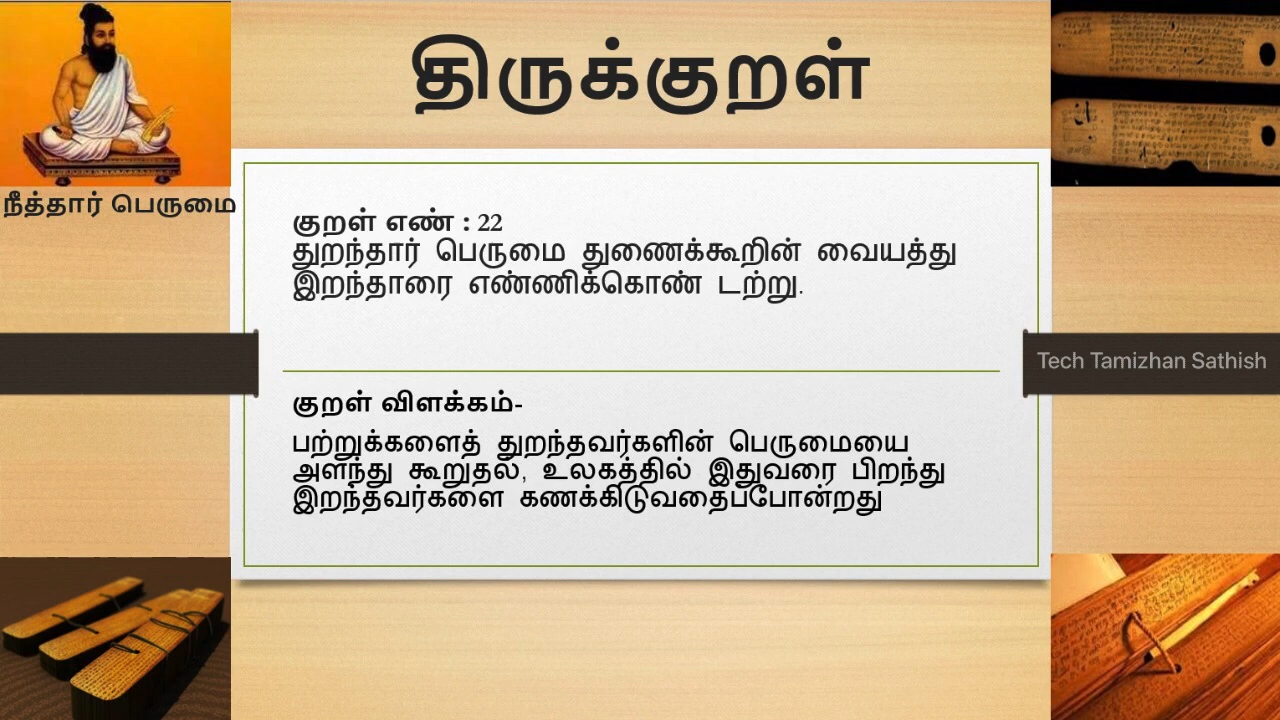 திருக்குறள்
நீத்தார் பெருமை
குறள் எண் : 22
துறந்தார் பெருமை துணைக்கூறின் வையத்து
இறந்தாரை எண்ணிக்கொண் டற்று.
Tech Tamizhan Sathish
குறள் விளக்கம்-
பற்றுக்களைத் துறந்தவர்களின் பெருமையை
அளந்து கூறுதல், உலகத்தில் இதுவரை பிறந்து
இறந்தவர்களை கணக்கிடுவதைப்போன்றது